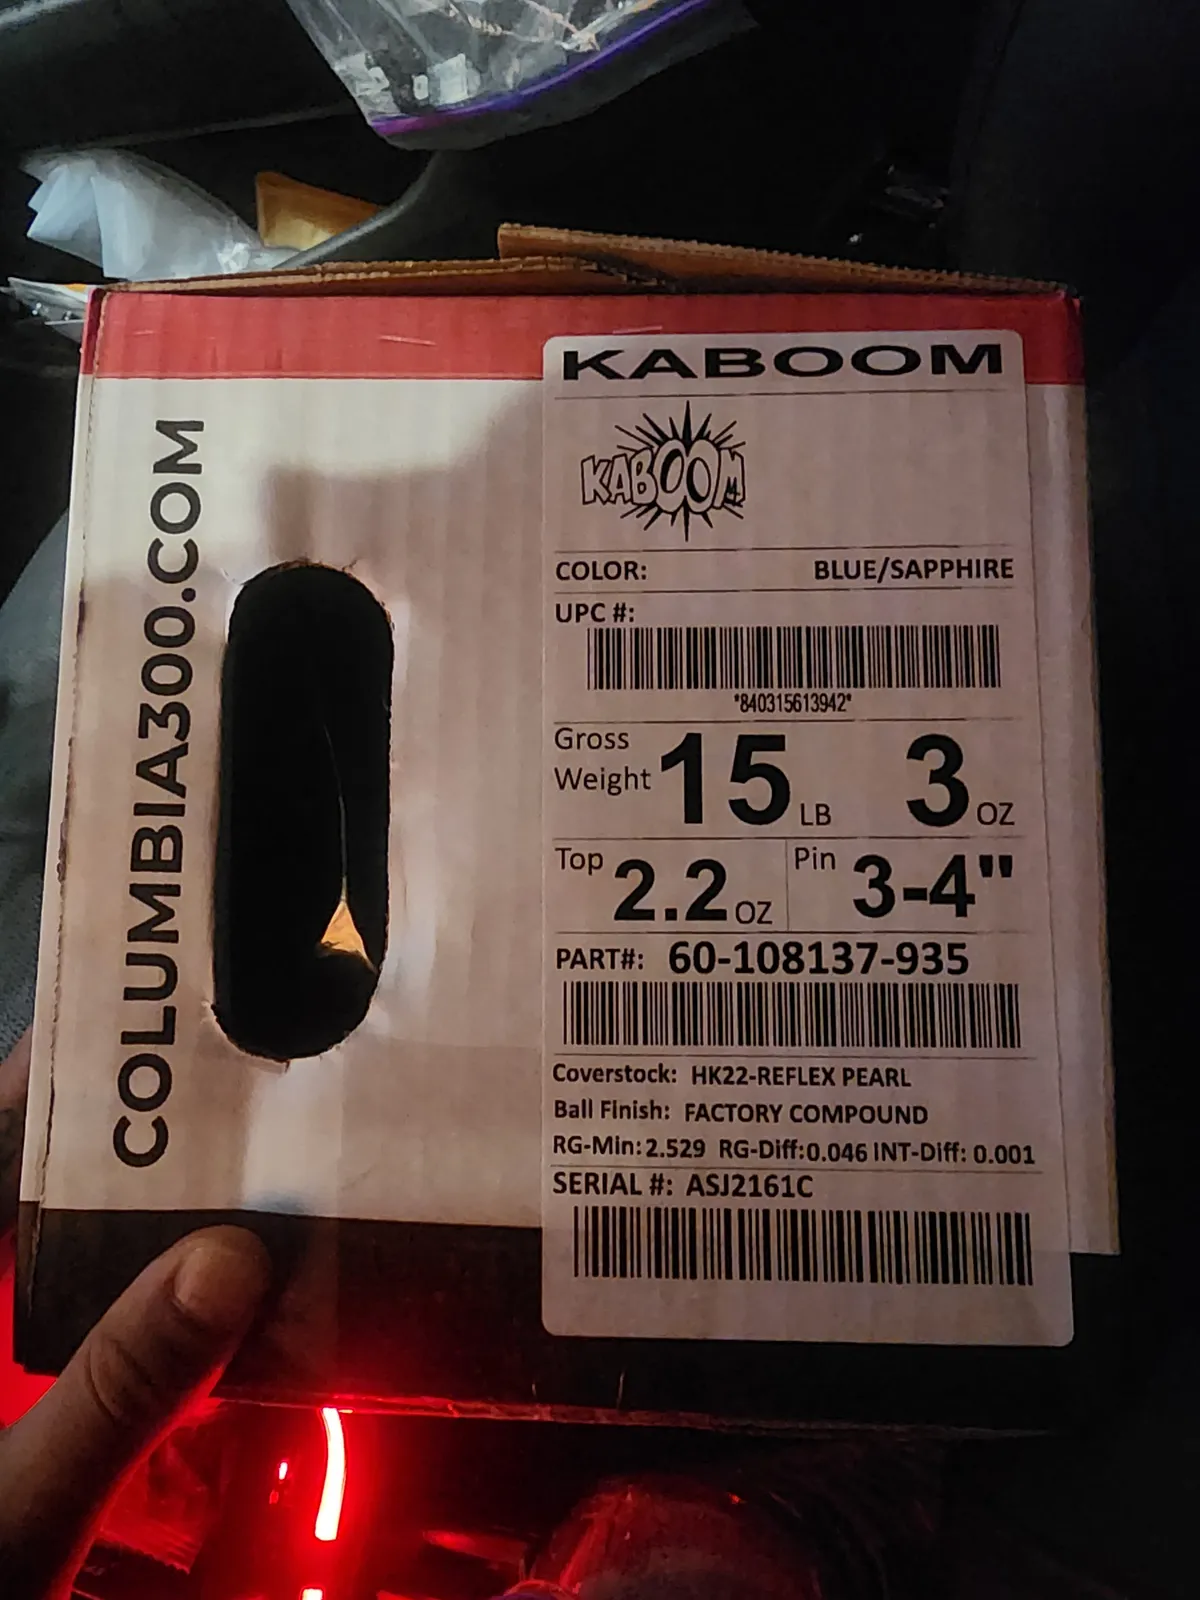 COLUMBIA300.COM
KABOOM
KABOOM
COLOR: BLUE/SAPPHIRE
UPC #:
*840315613942*
Gross Weight 15 LB 3 OZ
Top 2.2 OZ Pin 3-4"
PART#: 60-108137-935
Coverstock: HK22-REFLEX PEARL
Ball Finish: FACTORY COMPOUND
RG-Min: 2.529 RG-Diff:0.046 INT-Diff: 0.001
SERIAL #: ASJ2161C